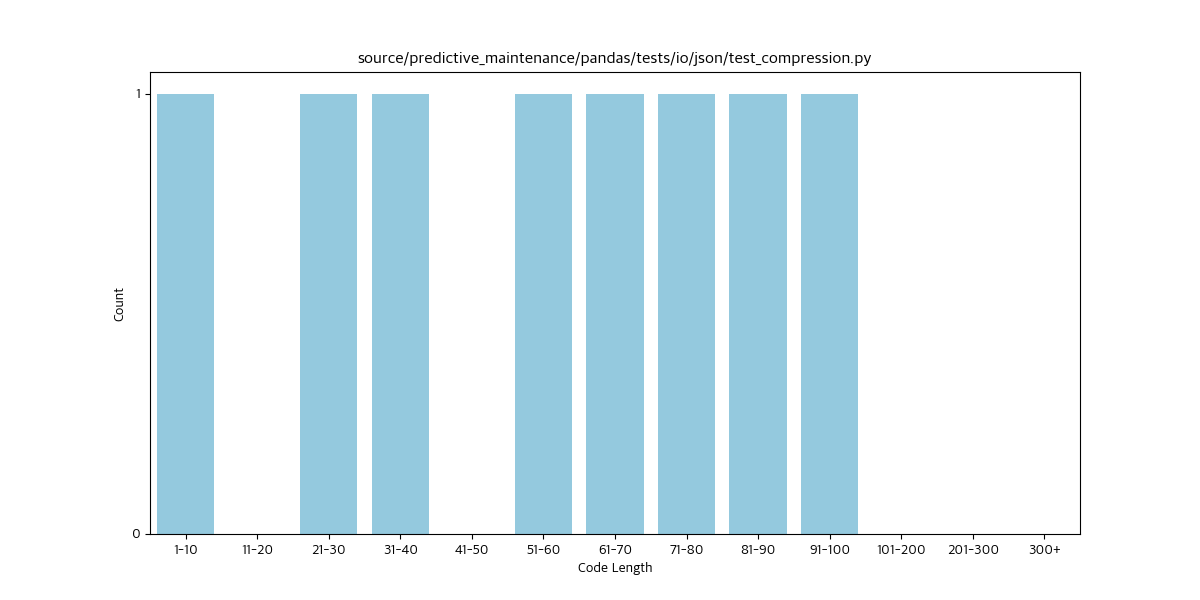 source/predictive_maintenance/pandas/tests/io/json/test_compression.py
1
0
Count
1-10 11-20 21-30 31-40 41-50 51-60 61-70 71-80 81-90 91-100 101-200 201-300 300+
Code Length